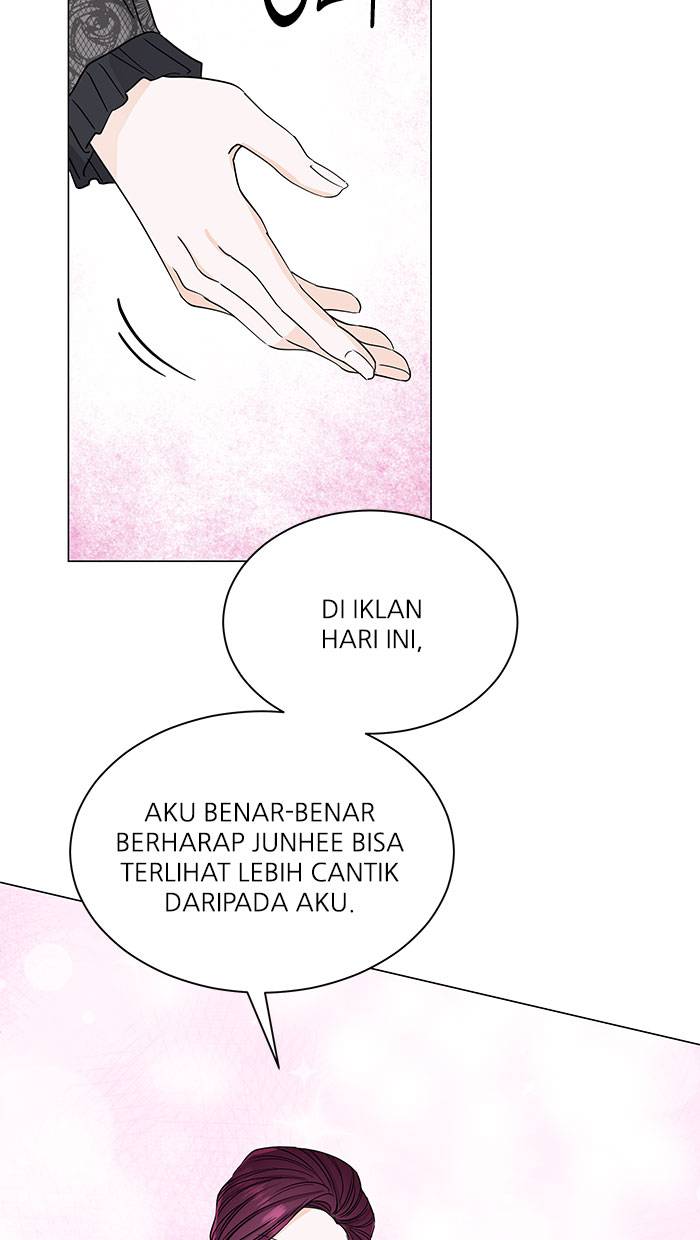 DI IKLAN
HARI INI,
AKU BENAR-BENAR
BERHARAP JUNHEE BISA
TERLIHAT LEBIH CANTIK
DARIPADA AKU.